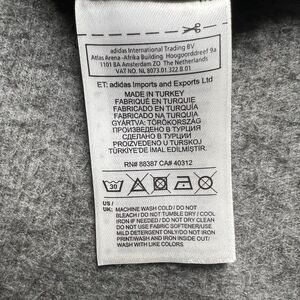 adidas International Trading BV
Atlas Arena -Afrika Building Hoogoorddreef 9a
1101 BA Amsterdam ZO The Netherlands
VAT NO. NL 8073.01.322.B.01
ET: adidas Imports and Exports Ltd
MADE IN TURKEY
FABRIQUÉ EN TURQUIE
FABRICADO EN TURQUÍA
FABRICADO NA TURQUIA
GYÁRTVA: TÖRÖKORSZÁG
ПРОИЗВЕДЕНО В ТУРЦИИ
СДЕЛАНО В ТУРЦИИ
PROIZVEDENO U TURSKOJ
TÜRKİYE'DE İMAL EDİLMİŞTİR.
RN# 88387 CA# 40312
30
US /
UK: MACHINE WASH COLD / DO NOT
BLEACH / DO NOT TUMBLE DRY / COOL
IRON IF NEEDED / DO NOT DRY CLEAN
DO NOT USE FABRIC SOFTENER/USE
MILD DETERGENT ONLY/DO NOT IRON
PRINT/WASH AND IRON INSIDE OUT/
WASH WITH LIKE COLORS